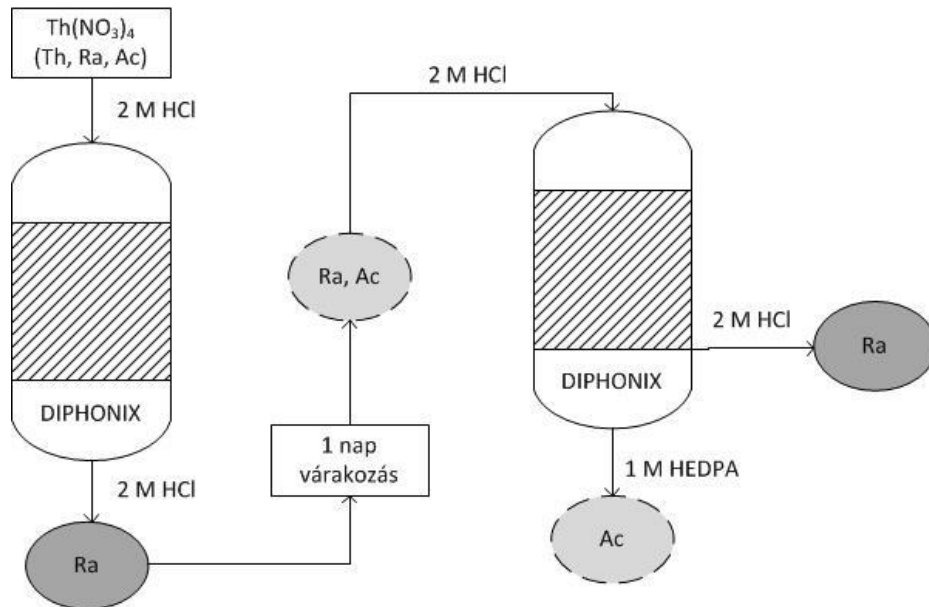 Th(NO₃)₄
(Th, Ra, Ac)
2 M HCl
DIPHONIX
2 M HCl
Ra
1 nap
várakozás
Ra, Ac
2 M HCl
DIPHONIX
2 M HCl
Ra
1 M HEDPA
Ac